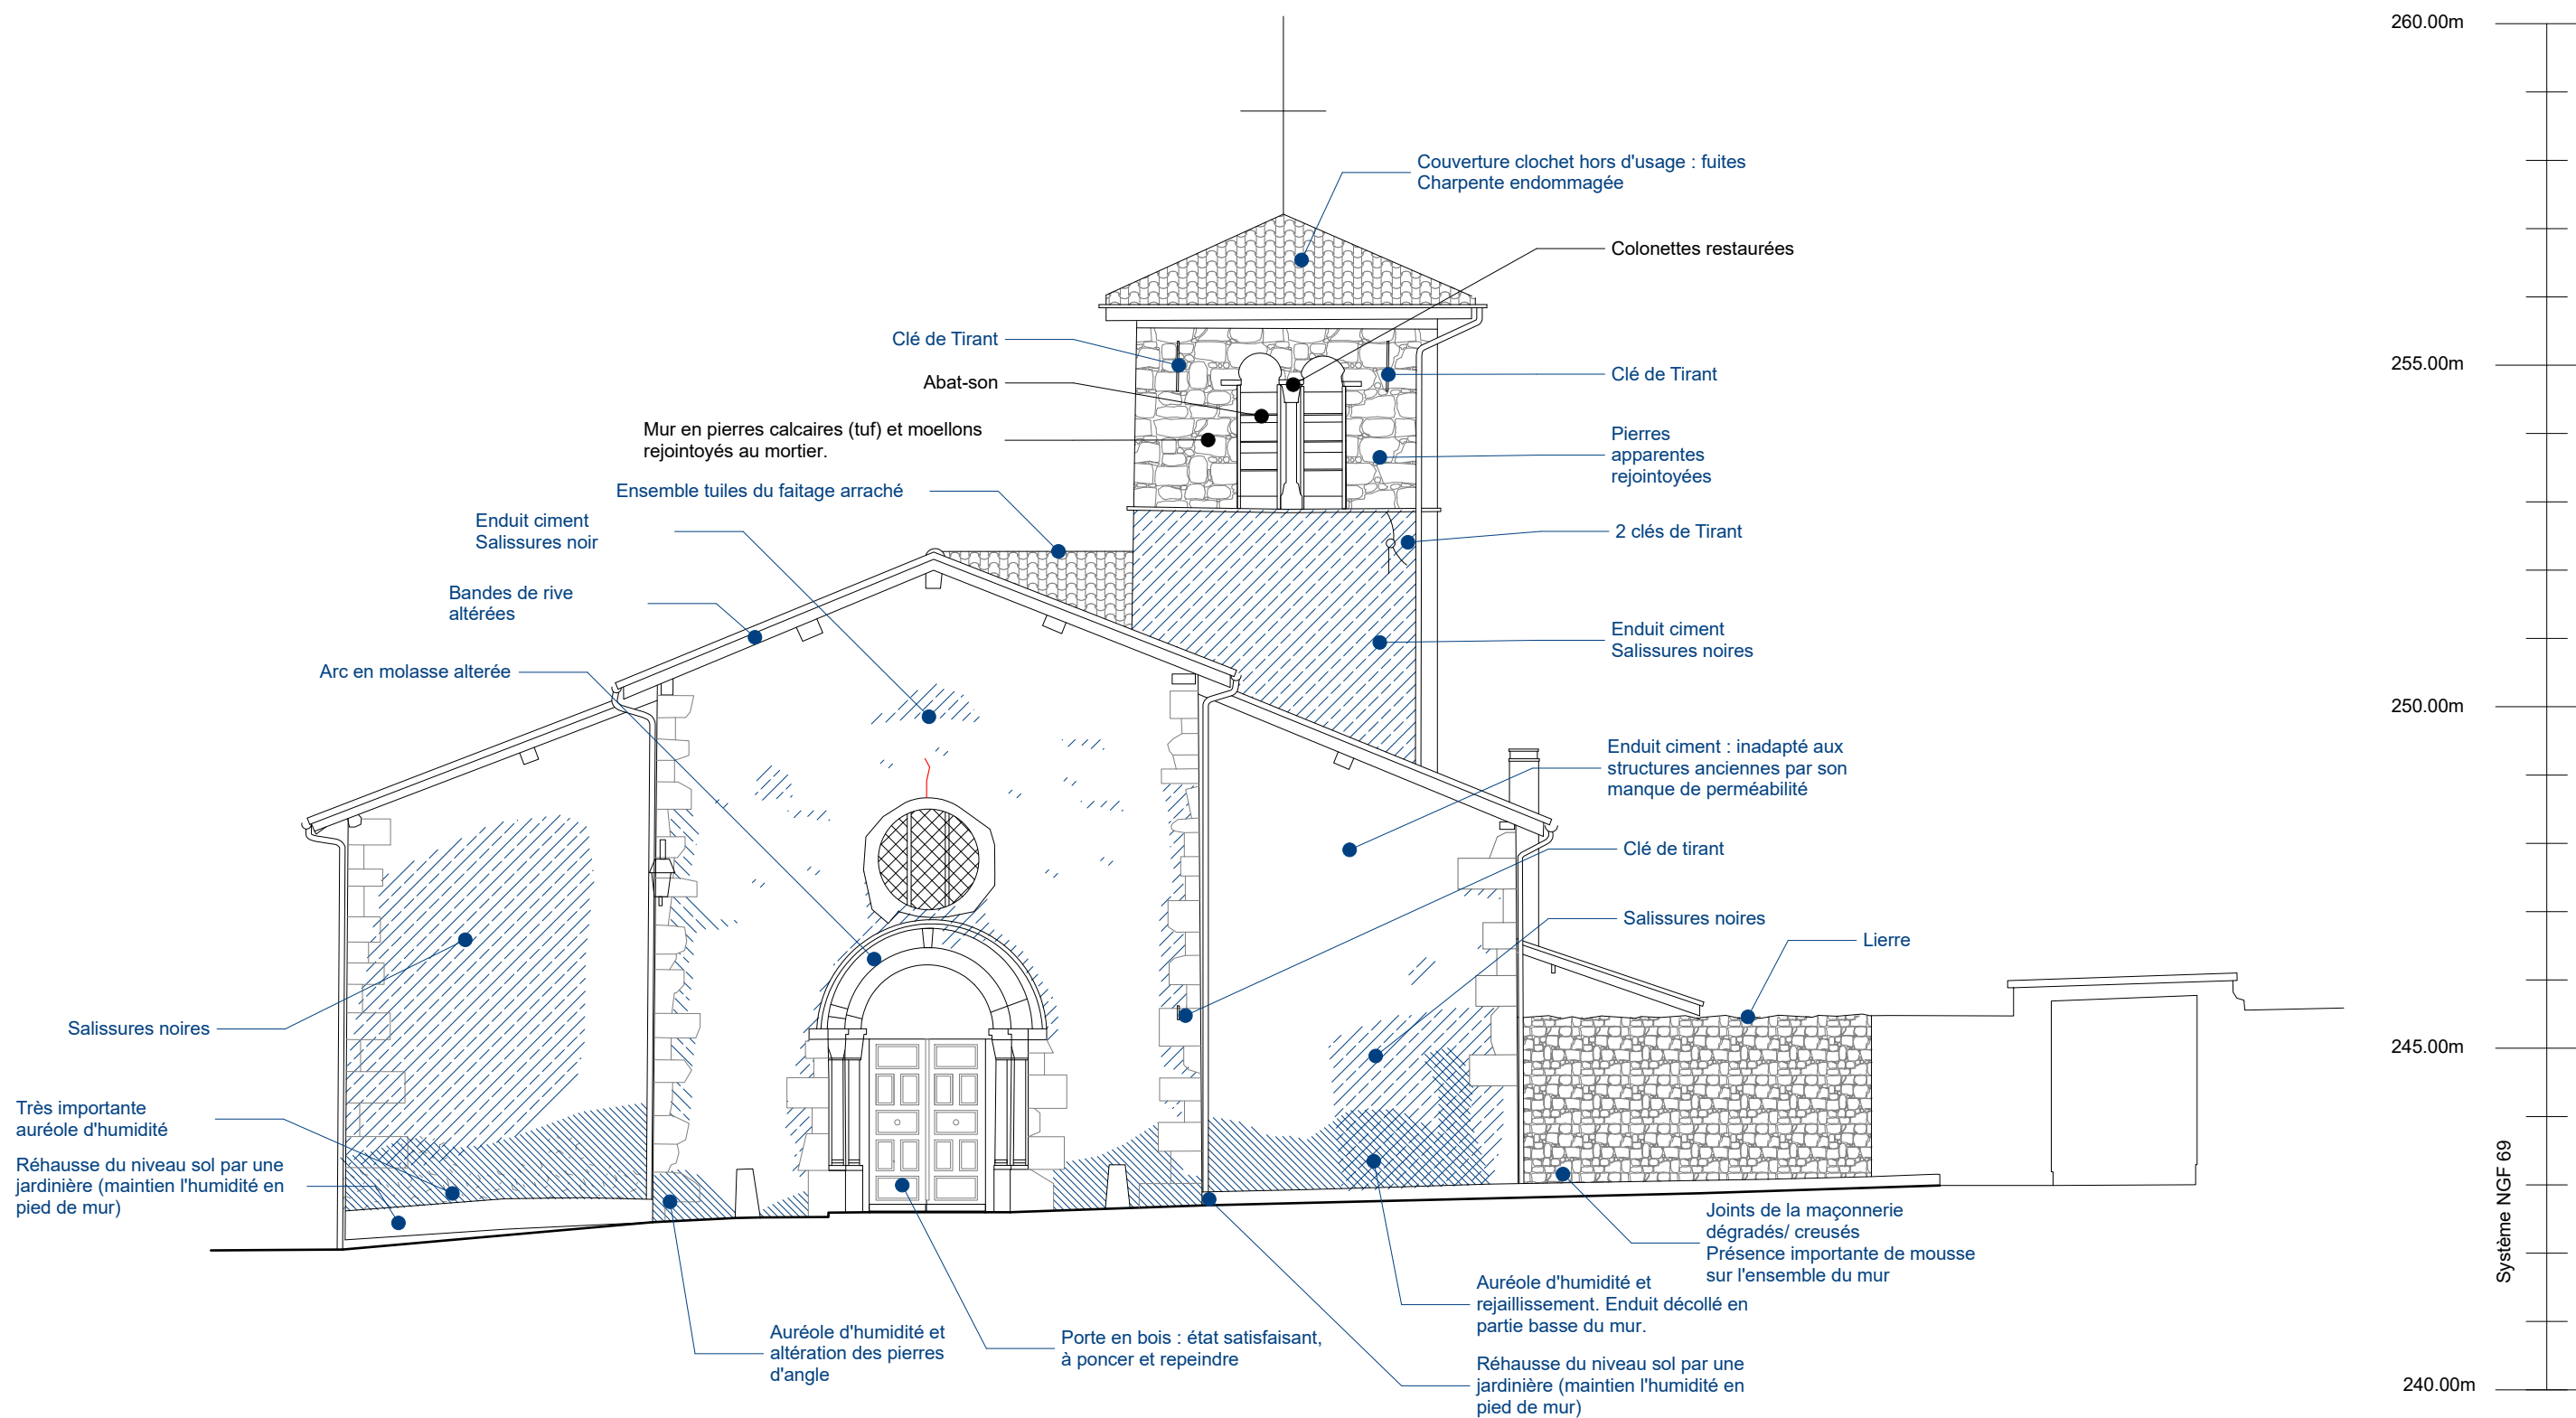 260.00m
Couverture clochet hors d'usage : fuites
Charpente endommagée
Colonettes restaurées
Clé de Tirant
255.00m
Clé de Tirant
Abat-son
Mur en pierres calcaires (tuf) et moellons
rejointoyés au mortier.
Pierres
apparentes
rejointoyées
Ensemble tuiles du faitage arraché
Enduit ciment
Salissures noir
2 clés de Tirant
Bandes de rive
altérées
Enduit ciment
Salissures noires
Arc en molasse alterée
250.00m
Enduit ciment : inadapté aux
structures anciennes par son
manque de perméabilité
Clé de tirant
Salissures noires
Lierre
Salissures noires
245.00m
Très importante
auréole d'humidité
Réhausse du niveau sol par une
jardinière (maintien l'humidité en
pied de mur)
Système NGF 69
Joints de la maçonnerie
dégradés/ creusés
Présence importante de mousse
sur l'ensemble du mur
Auréole d'humidité et
rejaillissement. Enduit décollé en
partie basse du mur.
Auréole d'humidité et
altération des pierres
d'angle
Porte en bois : état satisfaisant,
à poncer et repeindre
Réhausse du niveau sol par une
jardinière (maintien l'humidité en
pied de mur)
240.00m